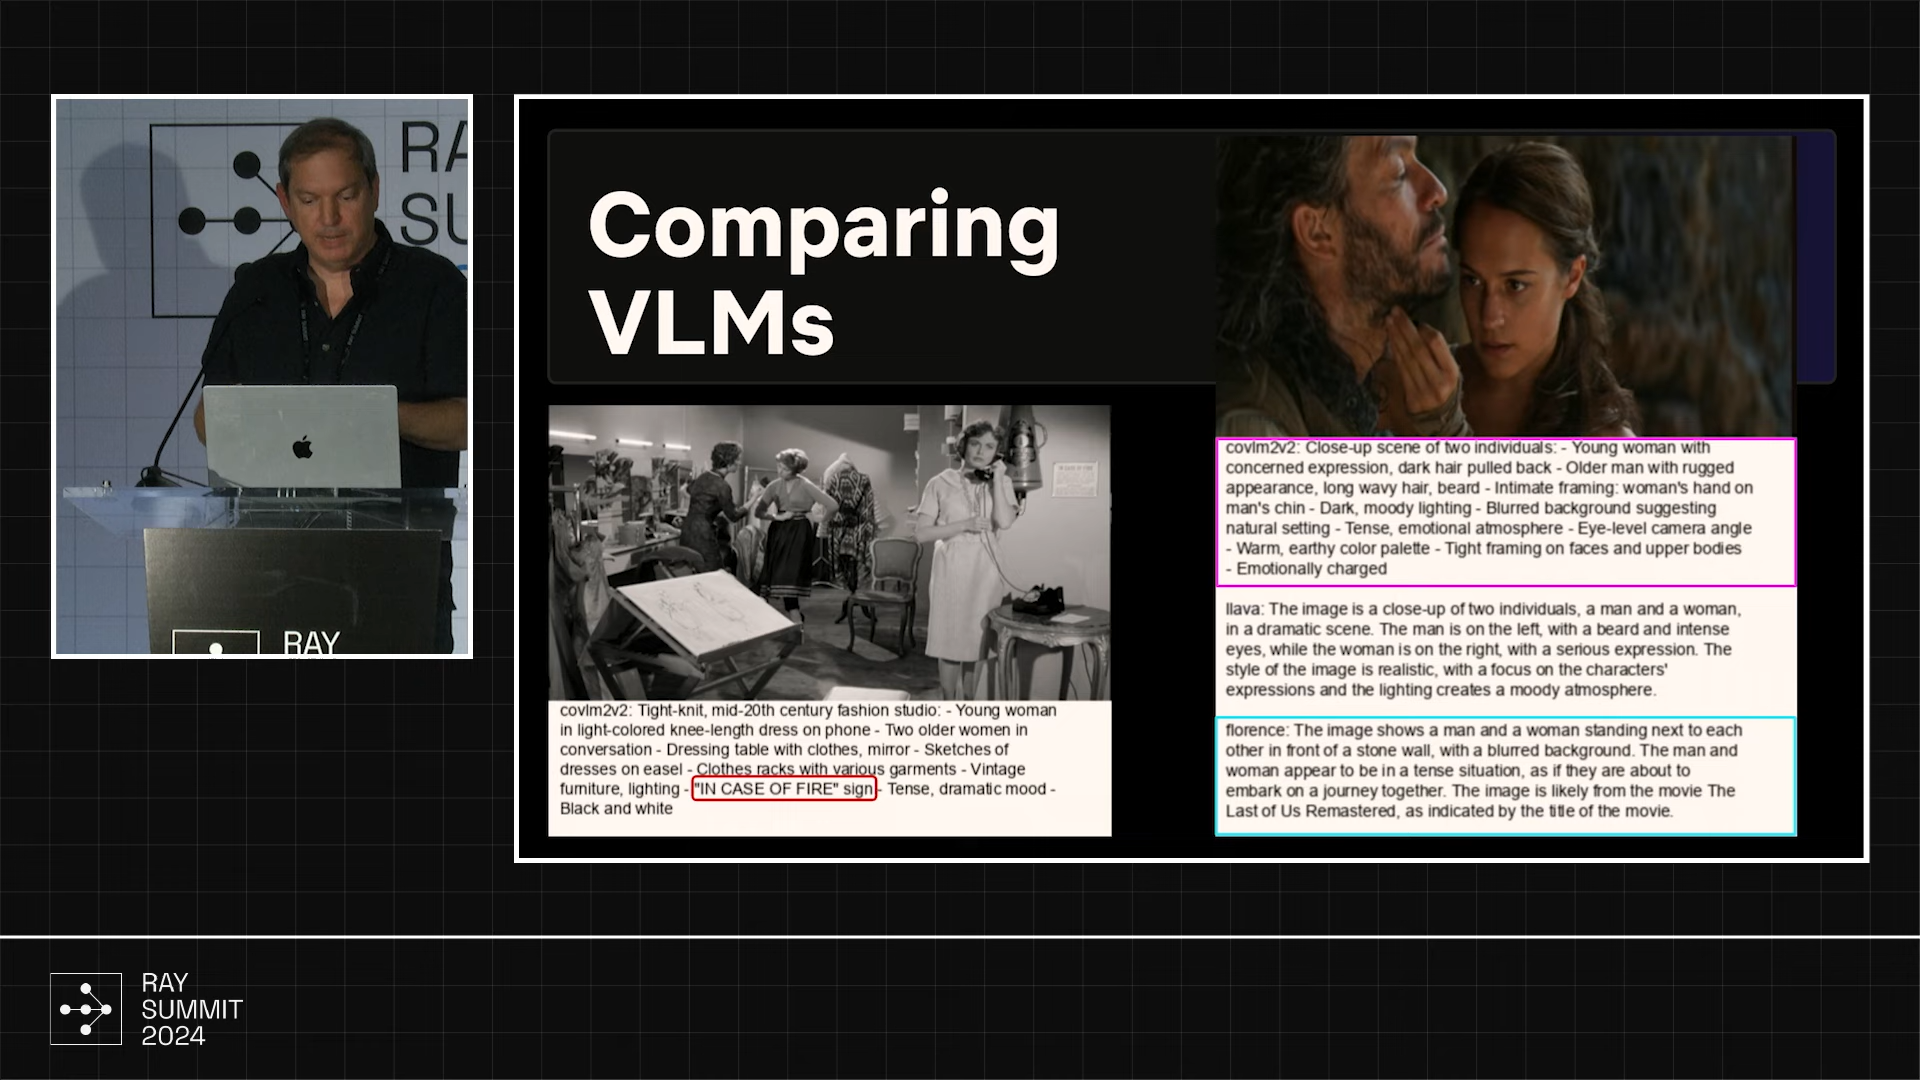 RA
SU
RAY
Comparing
VLMs
IN CASE OF FIRE
covlm2v2: Tight-knit, mid-20th century fashion studio: - Young woman
in light-colored knee-length dress on phone - Two older women in
conversation - Dressing table with clothes, mirror - Sketches of
dresses on easel - Clothes racks with various garments - Vintage
furniture, lighting - "IN CASE OF FIRE" sign - Tense, dramatic mood -
Black and white
covlm2v2: Close-up scene of two individuals: - Young woman with
concerned expression, dark hair pulled back - Older man with rugged
appearance, long wavy hair, beard - Intimate framing: woman's hand on
man's chin - Dark, moody lighting - Blurred background suggesting
natural setting - Tense, emotional atmosphere - Eye-level camera angle
- Warm, earthy color palette - Tight framing on faces and upper bodies
- Emotionally charged
llava: The image is a close-up of two individuals, a man and a woman,
in a dramatic scene. The man is on the left, with a beard and intense
eyes, while the woman is on the right, with a serious expression. The
style of the image is realistic, with a focus on the characters'
expressions and the lighting creates a moody atmosphere.
florence: The image shows a man and a woman standing next to each
other in front of a stone wall, with a blurred background. The man and
woman appear to be in a tense situation, as if they are about to
embark on a journey together. The image is likely from the movie The
Last of Us Remastered, as indicated by the title of the movie.
RAY
SUMMIT
2024